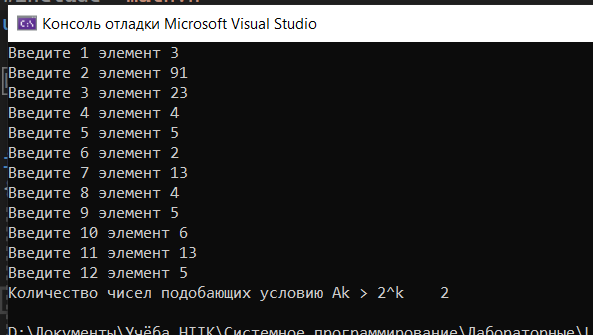 Консоль отладки Microsoft Visual Studio
Введите 1 элемент 3
Введите 2 элемент 91
Введите 3 элемент 23
Введите 4 элемент 4
Введите 5 элемент 5
Введите 6 элемент 2
Введите 7 элемент 13
Введите 8 элемент 4
Введите 9 элемент 5
Введите 10 элемент 6
Введите 11 элемент 13
Введите 12 элемент 5
Количество чисел подобающих условию Ak > 2^k    2
D:\Документы\Учёба НТТК\Системное программирование\Лабораторные\